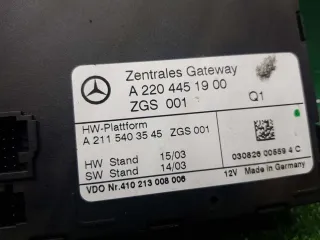 Zentrales Gateway
A 220 445 19 00
ZGS 001 Q1
HW-Plattform
A 211 540 35 45 ZGS 001
HW Stand 15/03
SW Stand 14/03
030826 00559 4 C
VDO Nr.410 213 008 006 12V Made in Germany